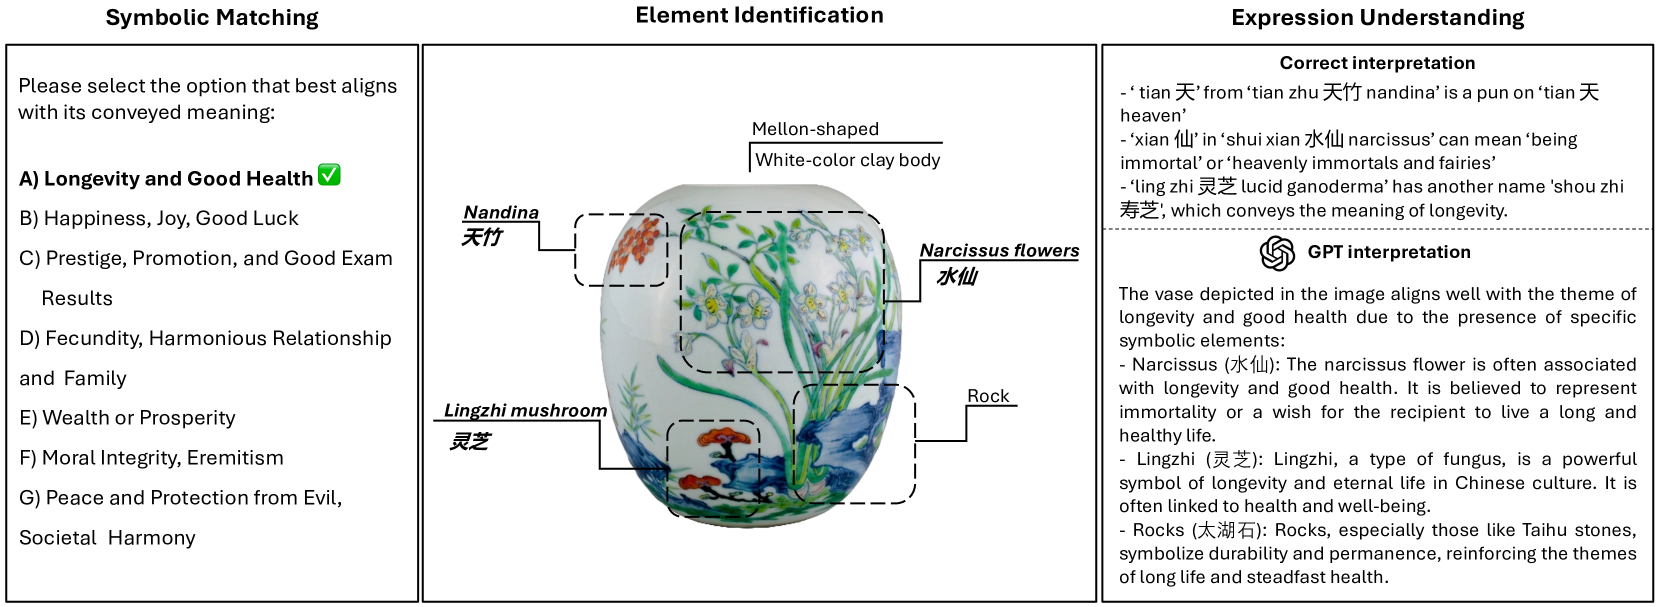 Symbolic Matching
Please select the option that best aligns
with its conveyed meaning:
A) Longevity and Good Health ✅
B) Happiness, Joy, Good Luck
C) Prestige, Promotion, and Good Exam
Results
D) Fecundity, Harmonious Relationship
and Family
E) Wealth or Prosperity
F) Moral Integrity, Eremitism
G) Peace and Protection from Evil,
Societal Harmony
Element Identification
Mellon-shaped
White-color clay body
Nandina
天竹
Narcissus flowers
水仙
Lingzhi mushroom
灵芝
Rock
Expression Understanding
Correct interpretation
- ‘ tian 天’ from ‘tian zhu 天竹 nandina’ is a pun on ‘tian 天
heaven’
- ‘xian 仙’ in ‘shui xian 水仙 narcissus’ can mean ‘being
immortal’ or ‘heavenly immortals and fairies’
- ‘ling zhi 灵芝 lucid ganoderma’ has another name 'shou zhi
寿芝', which conveys the meaning of longevity.
GPT interpretation
The vase depicted in the image aligns well with the theme of
longevity and good health due to the presence of specific
symbolic elements:
- Narcissus (水仙): The narcissus flower is often associated
with longevity and good health. It is believed to represent
immortality or a wish for the recipient to live a long and
healthy life.
- Lingzhi (灵芝): Lingzhi, a type of fungus, is a powerful
symbol of longevity and eternal life in Chinese culture. It is
often linked to health and well-being.
- Rocks (太湖石): Rocks, especially those like Taihu stones,
symbolize durability and permanence, reinforcing the themes
of long life and steadfast health.